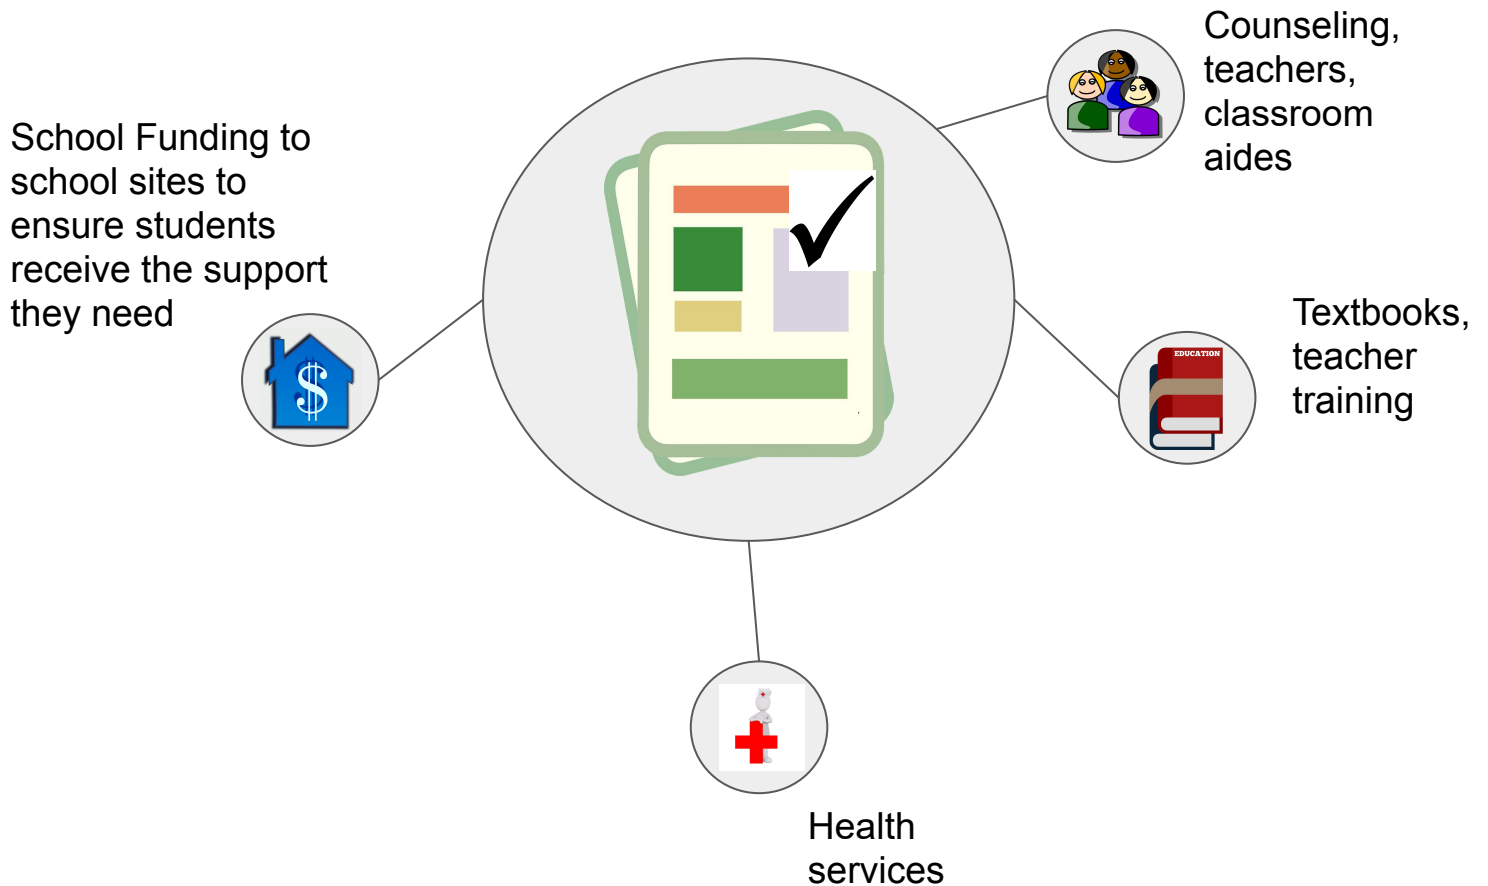 School Funding to
school sites to
ensure students
receive the support
they need
Counseling,
teachers,
classroom
aides
EDUCATION
Textbooks,
teacher
training
Health
services